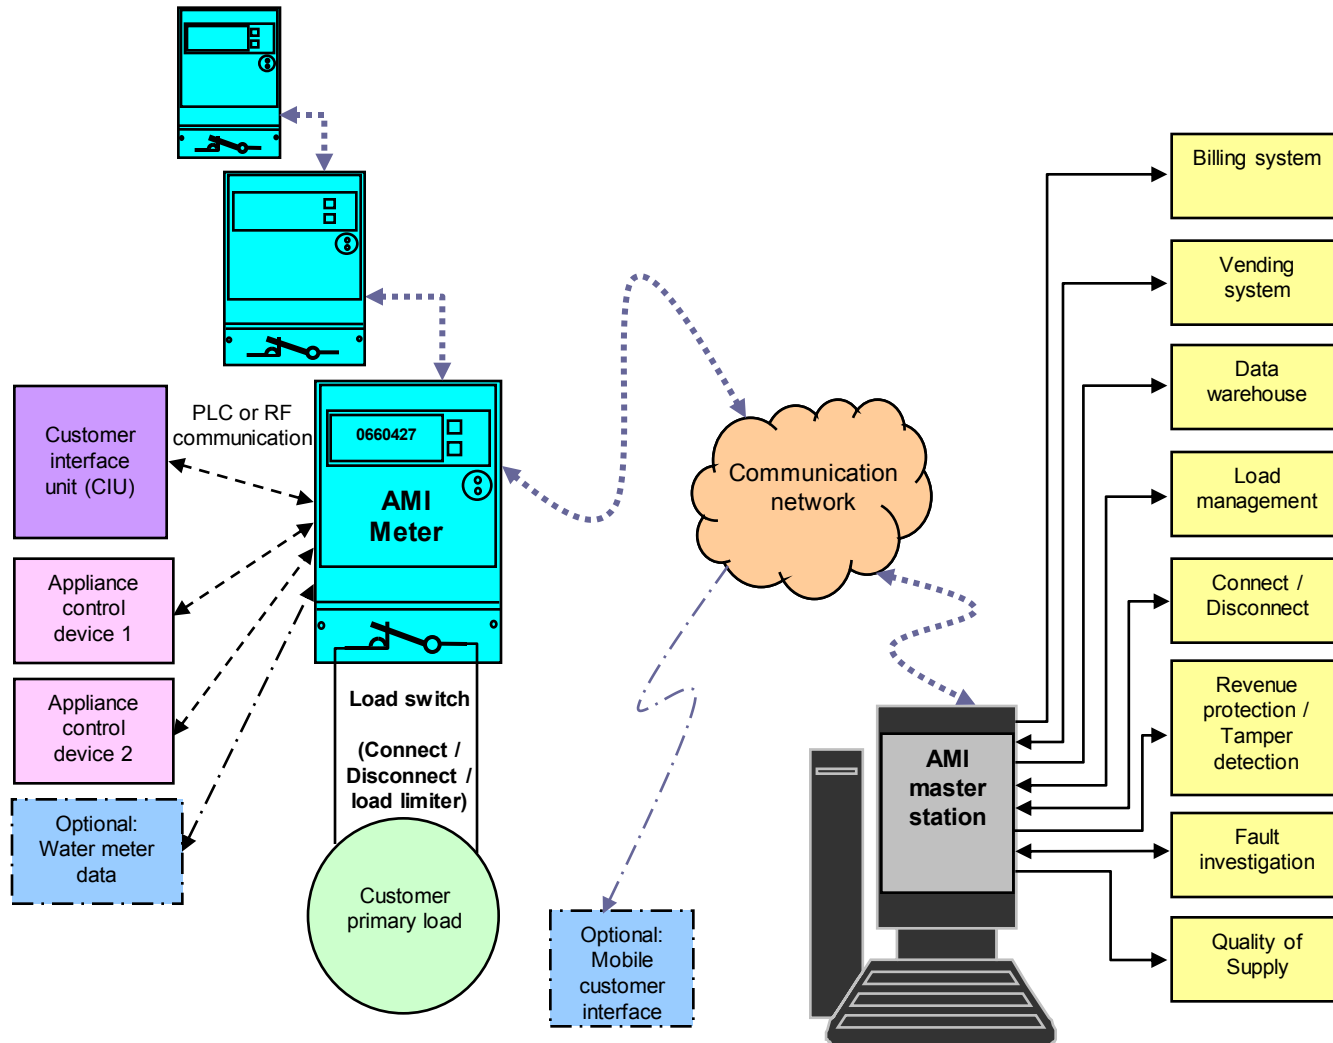 Billing system
Vending
system
Data
warehouse
Load
management
Connect /
Disconnect
Revenue
protection /
Tamper
detection
Fault
investigation
Quality of
Supply
PLC or RF
communication
Customer
interface
unit (CIU)
0660427
AMI
Meter
Communication
network
Appliance
control
device 1
Appliance
control
device 2
Optional:
Water meter
data
Load switch
(Connect /
Disconnect /
load limiter)
Customer
primary load
Optional:
Mobile
customer
interface
AMI
master
station